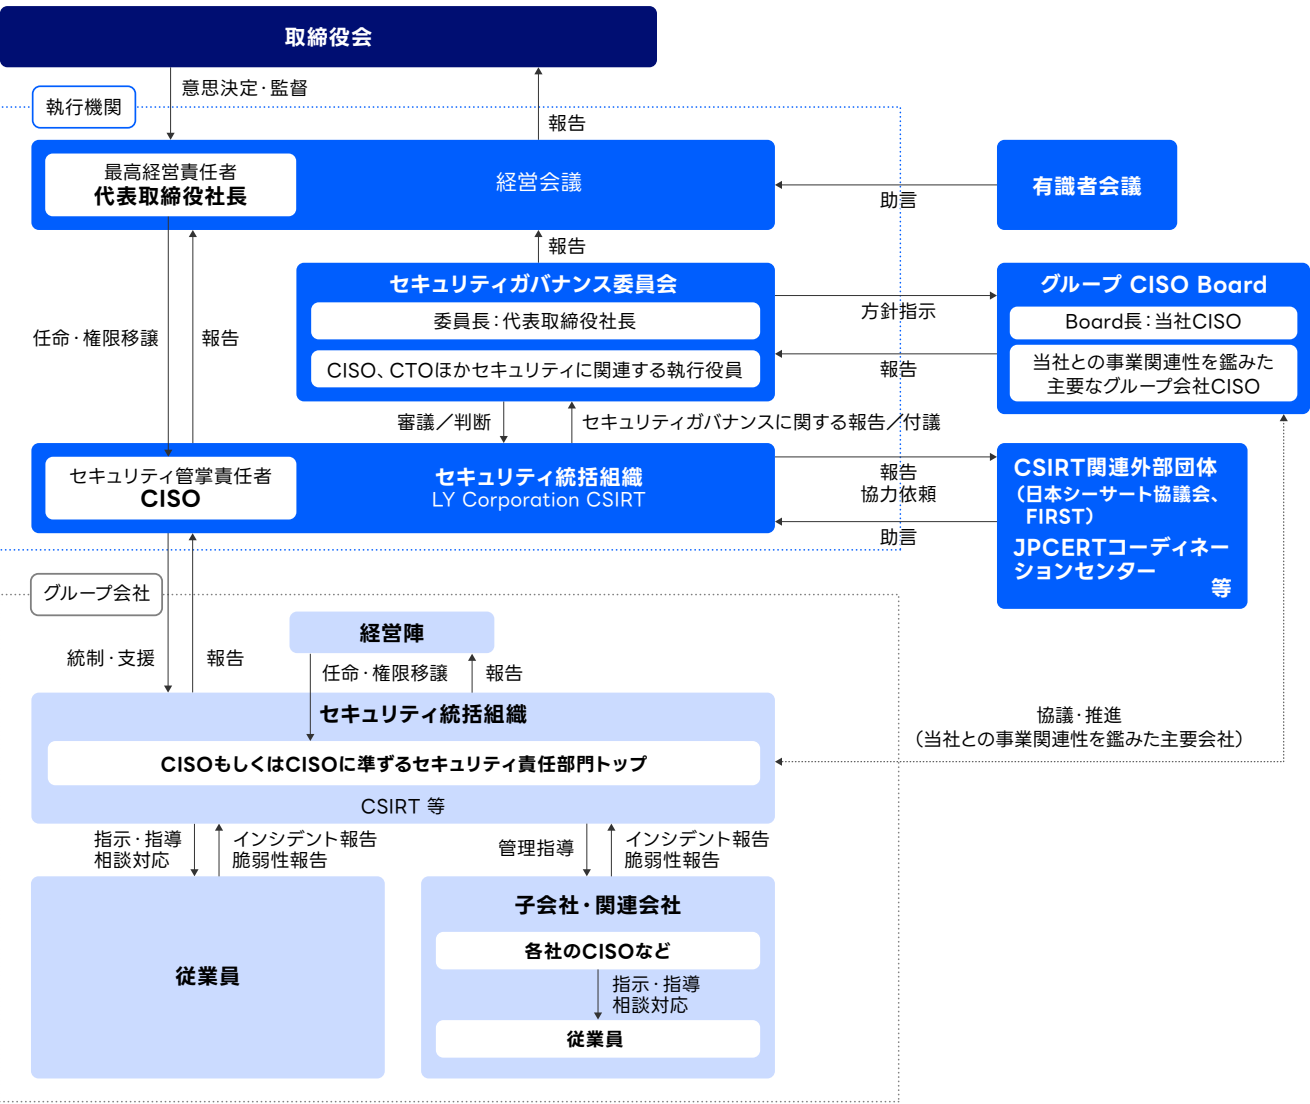 取締役会
意思決定・監督
報告
執行機関
最高経営責任者
代表取締役社長
経営会議
有識者会議
助言
報告
セキュリティガバナンス委員会
委員長：代表取締役社長
CISO、CTOほかセキュリティに関連する執行役員
方針指示
報告
グループ CISO Board
Board長：当社CISO
当社との事業関連性を鑑みた
主要なグループ会社CISO
任命・権限移譲
報告
審議／判断
セキュリティガバナンスに関する報告／付議
セキュリティ管掌責任者
CISO
セキュリティ統括組織
LY Corporation CSIRT
報告
協力依頼
助言
CSIRT関連外部団体
（日本シーサート協議会、
FIRST）
JPCERTコーディネー
ションセンター
等
グループ会社
統制・支援
報告
経営陣
任命・権限移譲
報告
セキュリティ統括組織
CISOもしくはCISOに準ずるセキュリティ責任部門トップ
CSIRT 等
協議・推進
（当社との事業関連性を鑑みた主要会社）
指示・指導
相談対応
インシデント報告
脆弱性報告
管理指導
インシデント報告
脆弱性報告
従業員
子会社・関連会社
各社のCISOなど
指示・指導
相談対応
従業員